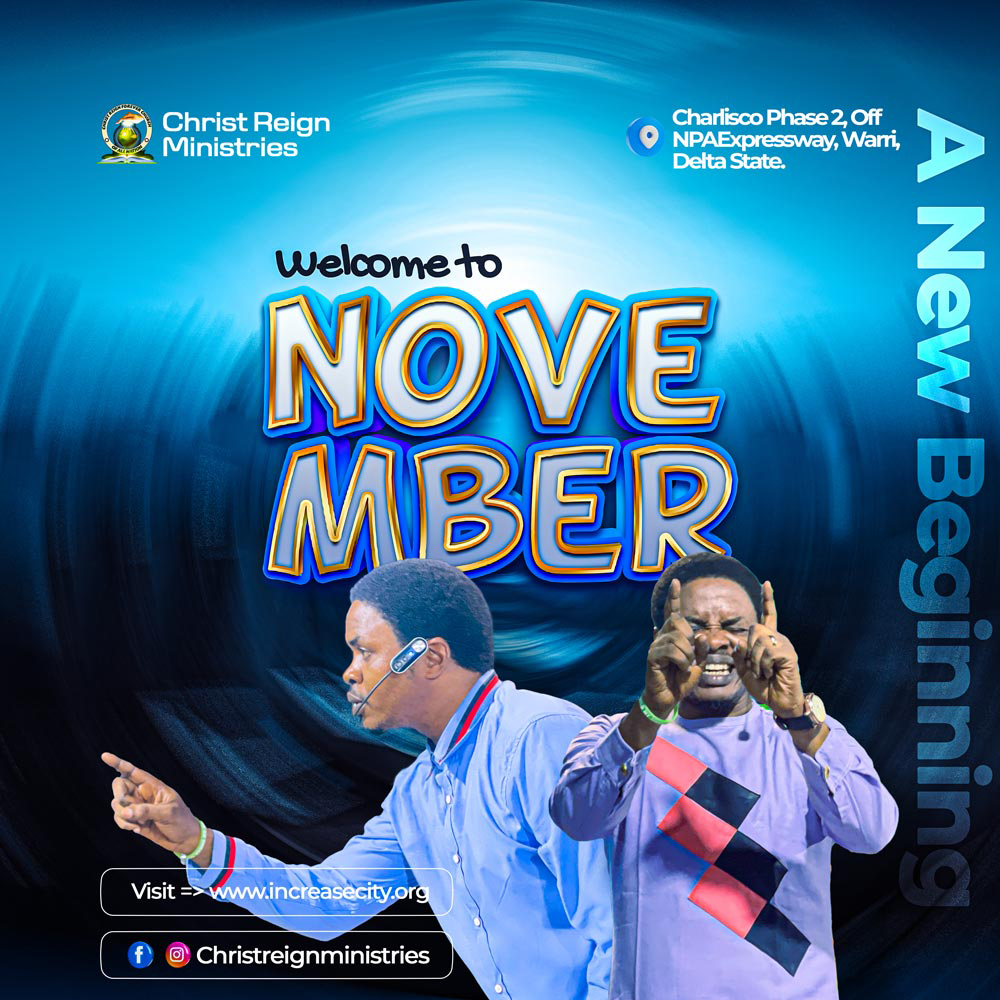 Christ Reign
Ministries
Charlisco Phase 2, Off
NPAExpressway, Warri,
Delta State.
A New Beginning
Welcome to
NOVE
MBER
Visit => www.increasecity.org
Christreignministries